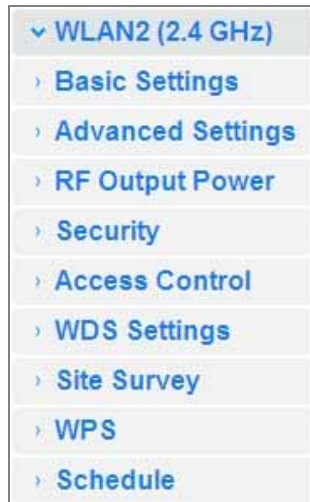 WLAN2 (2.4 GHz)
Basic Settings
Advanced Settings
RF Output Power
Security
Access Control
WDS Settings
Site Survey
WPS
Schedule